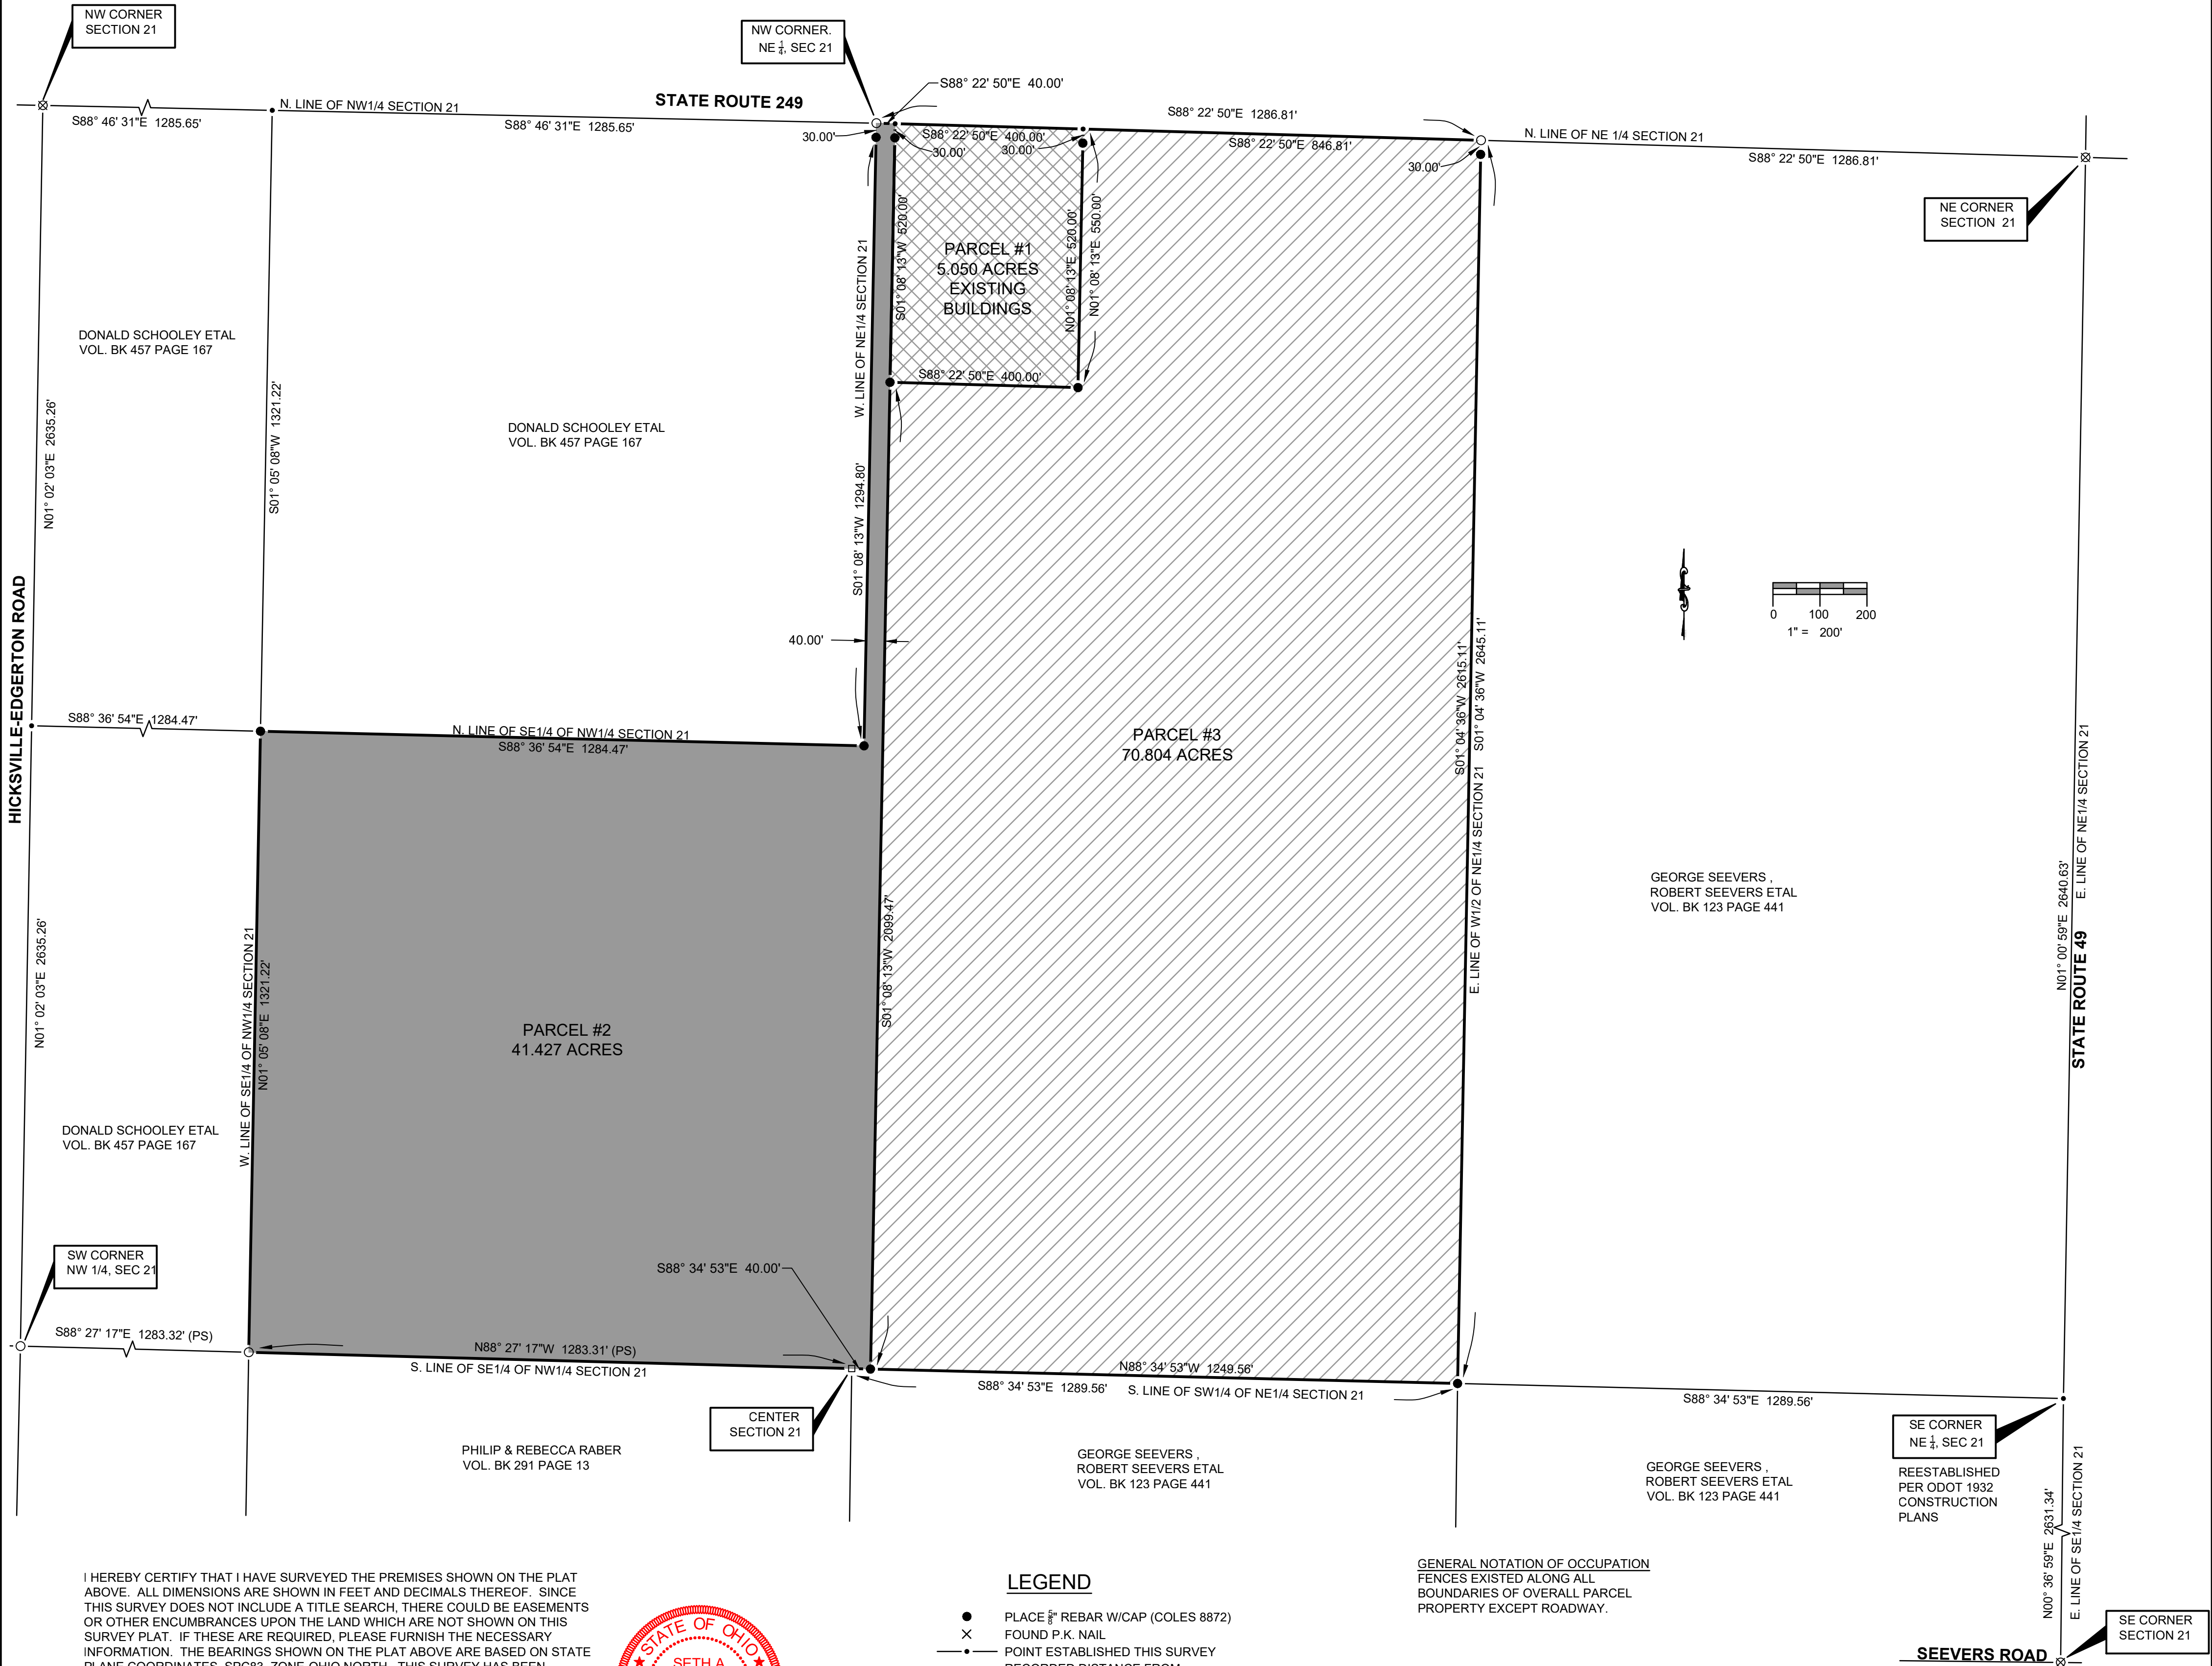 NW CORNER
SECTION 21
NW CORNER.
NE 1/4, SEC 21
S88° 22' 50"E 40.00'
STATE ROUTE 249
N. LINE OF NW1/4 SECTION 21
S88° 46' 31"E 1285.65'
S88° 46' 31"E 1285.65'
S88° 22' 50"E 1286.81'
N. LINE OF NE 1/4 SECTION 21
S88° 22' 50"E 1286.81'
30.00'
S88° 22' 50"E 400.00'
30.00'
30.00'
S88° 22' 50"E 846.81'
30.00'
NE CORNER
SECTION 21
PARCEL #1
5.050 ACRES
EXISTING
BUILDINGS
S01° 08' 13"W 520.00'
N01° 08' 13"E 520.00'
N01° 08' 13"E 550.00'
W. LINE OF NE1/4 SECTION 21
S88° 22' 50"E 400.00'
DONALD SCHOOLEY ETAL
VOL. BK 457 PAGE 167
N01° 02' 03"E 2635.26'
S01° 05' 08"W 1321.22'
DONALD SCHOOLEY ETAL
VOL. BK 457 PAGE 167
S01° 08' 13"W 1294.80'
40.00'
0 100 200
1" = 200'
HICKSVILLE-EDGERTON ROAD
S88° 36' 54"E 1284.47'
N. LINE OF SE1/4 OF NW1/4 SECTION 21
S88° 36' 54"E 1284.47'
PARCEL #3
70.804 ACRES
S01° 04' 36"W 2615.11'
S01° 04' 36"W 2645.11'
E. LINE OF W1/2 OF NE1/4 SECTION 21
E. LINE OF NE1/4 SECTION 21
N01° 00' 59"E 2640.63'
STATE ROUTE 49
GEORGE SEEVERS ,
ROBERT SEEVERS ETAL
VOL. BK 123 PAGE 441
N01° 02' 03"E 2635.26'
W. LINE OF SE1/4 OF NW1/4 SECTION 21
N01° 05' 08"E 1321.22'
PARCEL #2
41.427 ACRES
S01° 08' 13"W 2099.47'
DONALD SCHOOLEY ETAL
VOL. BK 457 PAGE 167
SW CORNER
NW 1/4, SEC 21
S88° 34' 53"E 40.00'
S88° 27' 17"E 1283.32' (PS)
N88° 27' 17"W 1283.31' (PS)
S. LINE OF SE1/4 OF NW1/4 SECTION 21
N88° 34' 53"W 1249.56'
S88° 34' 53"E 1289.56' S. LINE OF SW1/4 OF NE1/4 SECTION 21
S88° 34' 53"E 1289.56'
CENTER
SECTION 21
SE CORNER
NE 1/4, SEC 21
REESTABLISHED
PER ODOT 1932
CONSTRUCTION
PLANS
PHILIP & REBECCA RABER
VOL. BK 291 PAGE 13
GEORGE SEEVERS ,
ROBERT SEEVERS ETAL
VOL. BK 123 PAGE 441
GEORGE SEEVERS ,
ROBERT SEEVERS ETAL
VOL. BK 123 PAGE 441
N00° 36' 59"E 2631.34'
E. LINE OF SE1/4 SECTION 21
SE CORNER
SECTION 21
SEEVERS ROAD
I HEREBY CERTIFY THAT I HAVE SURVEYED THE PREMISES SHOWN ON THE PLAT
ABOVE. ALL DIMENSIONS ARE SHOWN IN FEET AND DECIMALS THEREOF. SINCE
THIS SURVEY DOES NOT INCLUDE A TITLE SEARCH, THERE COULD BE EASEMENTS
OR OTHER ENCUMBRANCES UPON THE LAND WHICH ARE NOT SHOWN ON THIS
SURVEY PLAT. IF THESE ARE REQUIRED, PLEASE FURNISH THE NECESSARY
INFORMATION. THE BEARINGS SHOWN ON THE PLAT ABOVE ARE BASED ON STATE
PLANE COORDINATES, SPC83, ZONE OHIO NORTH. THIS SURVEY HAS BEEN
STATE OF OHIO
SETH A
LEGEND
PLACE 5/8" REBAR W/CAP (COLES 8872)
FOUND P.K. NAIL
POINT ESTABLISHED THIS SURVEY
RECORDED DISTANCE FROM
GENERAL NOTATION OF OCCUPATION
FENCES EXISTED ALONG ALL
BOUNDARIES OF OVERALL PARCEL
PROPERTY EXCEPT ROADWAY.